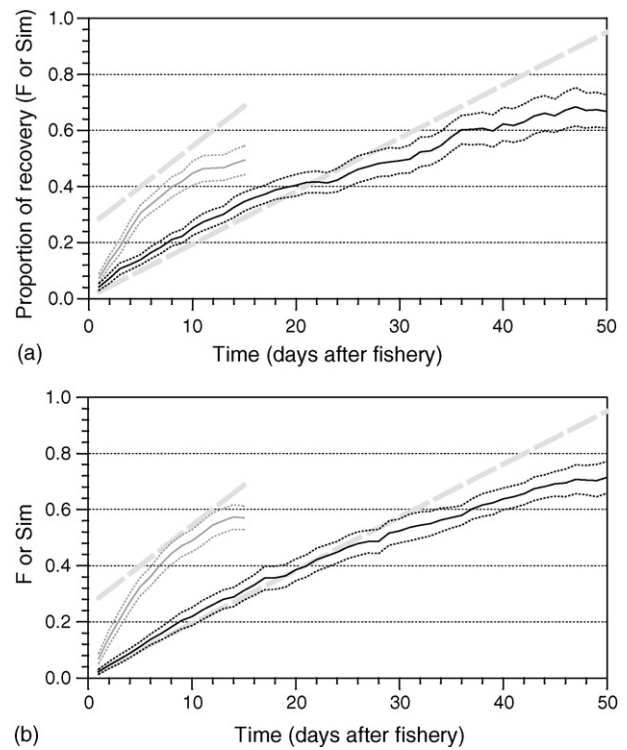 Proportion of recovery (F or Sim)
1.0
0.8
0.6
0.4
0.2
0.0
0 10 20 30 40 50
(a) Time (days after fishery)
F or Sim
1.0
0.8
0.6
0.4
0.2
0.0
0 10 20 30 40 50
(b) Time (days after fishery)